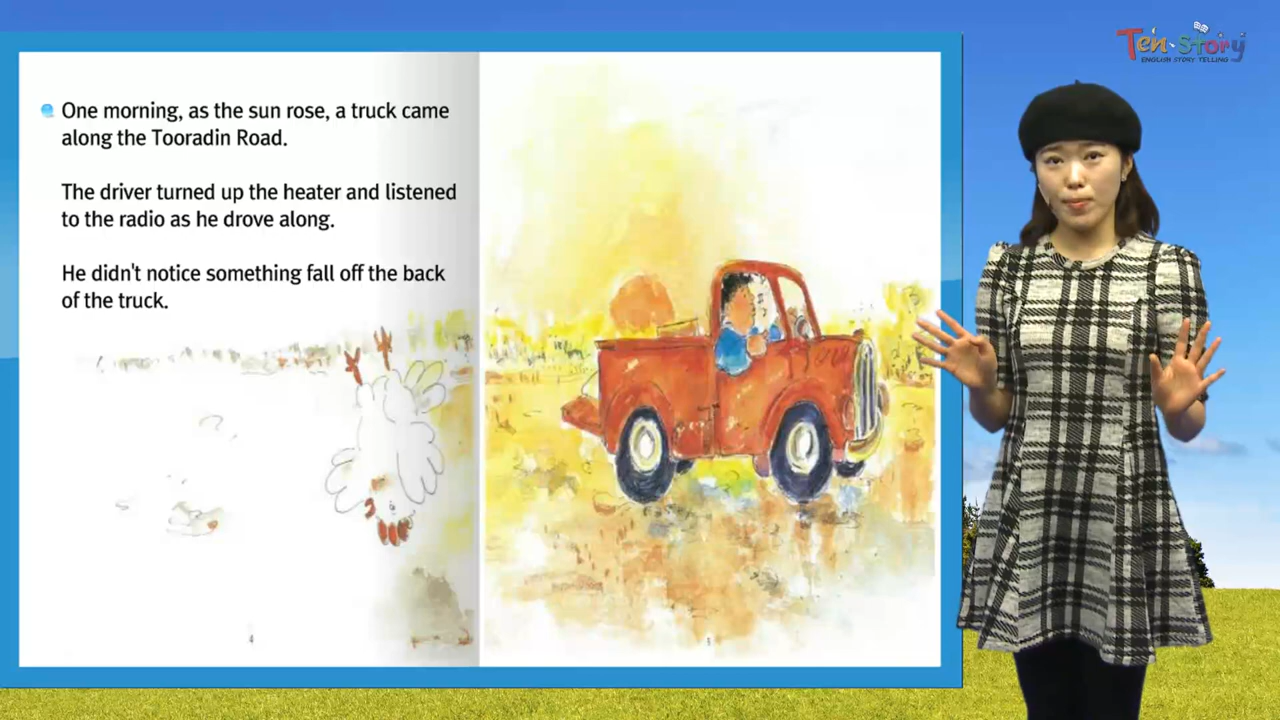 Ten·Story
ENGLISH STORY TELLING
One morning, as the sun rose, a truck came
along the Tooradin Road.
The driver turned up the heater and listened
to the radio as he drove along.
He didn't notice something fall off the back
of the truck.
4
5